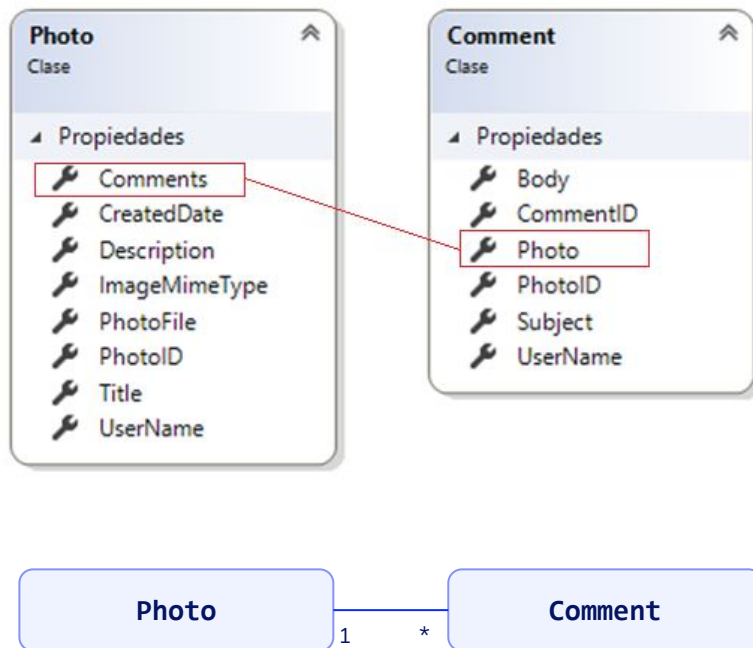 Photo
Clase
Propiedades
Comments
CreatedDate
Description
ImageMimeType
PhotoFile
PhotoID
Title
UserName
Comment
Clase
Propiedades
Body
CommentID
Photo
PhotoID
Subject
UserName
Photo
1
*
Comment